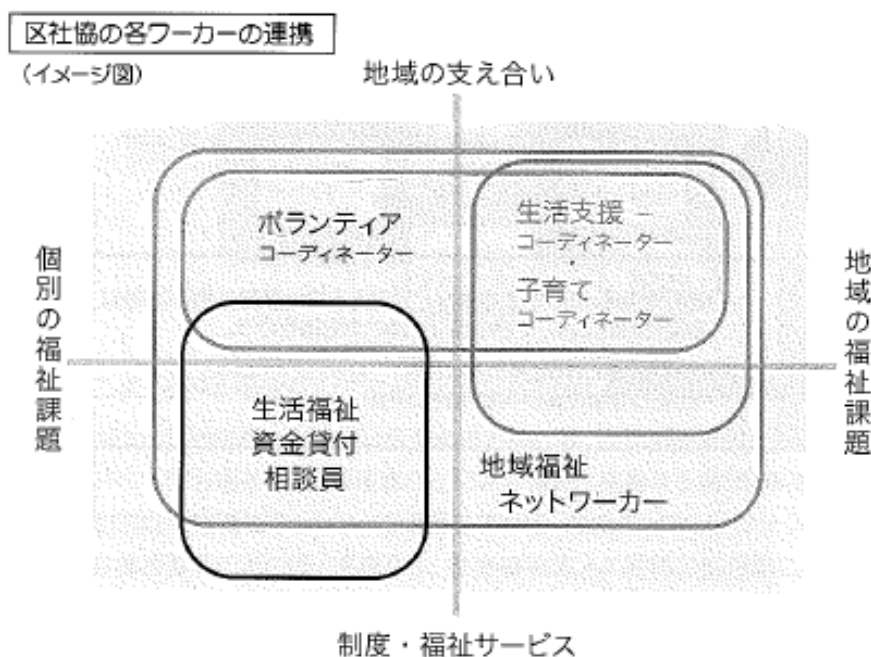 区社協の各ワーカーの連携
(イメージ図)
地域の支え合い
ボランティア
コーディネーター
生活支援
コーディネーター
・
子育て
コーディネーター
個別の福祉課題
地域の福祉課題
生活福祉
資金貸付
相談員
地域福祉
ネットワーカー
制度・福祉サービス